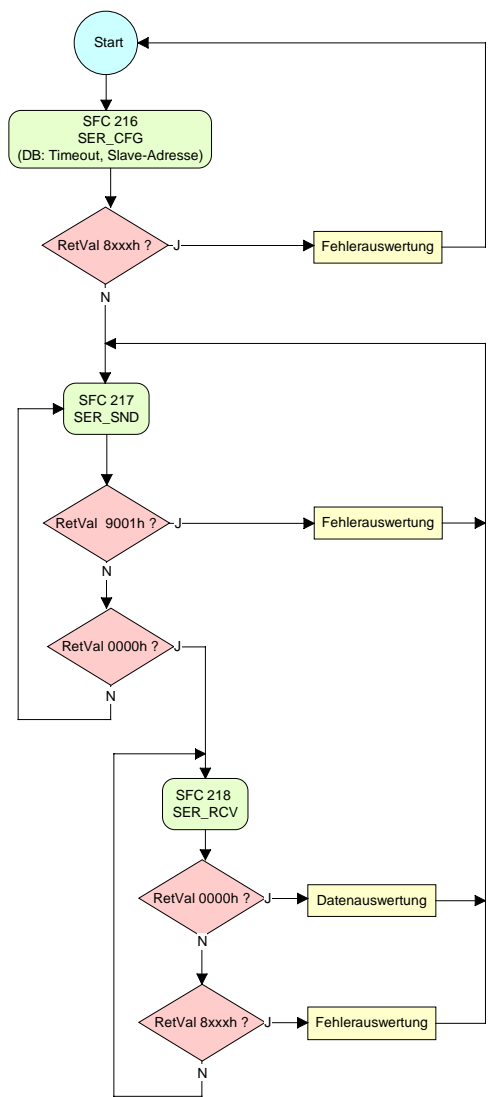 Start
SFC 216
SER_CFG
(DB: Timeout, Slave-Adresse)
RetVal 8xxxh ?
J
Fehlerauswertung
N
SFC 217
SER_SND
RetVal  9001h ?
J
Fehlerauswertung
N
RetVal 0000h ?
J
N
SFC 218
SER_RCV
RetVal 0000h ?
J
Datenauswertung
N
RetVal 8xxxh ?
J
Fehlerauswertung
N